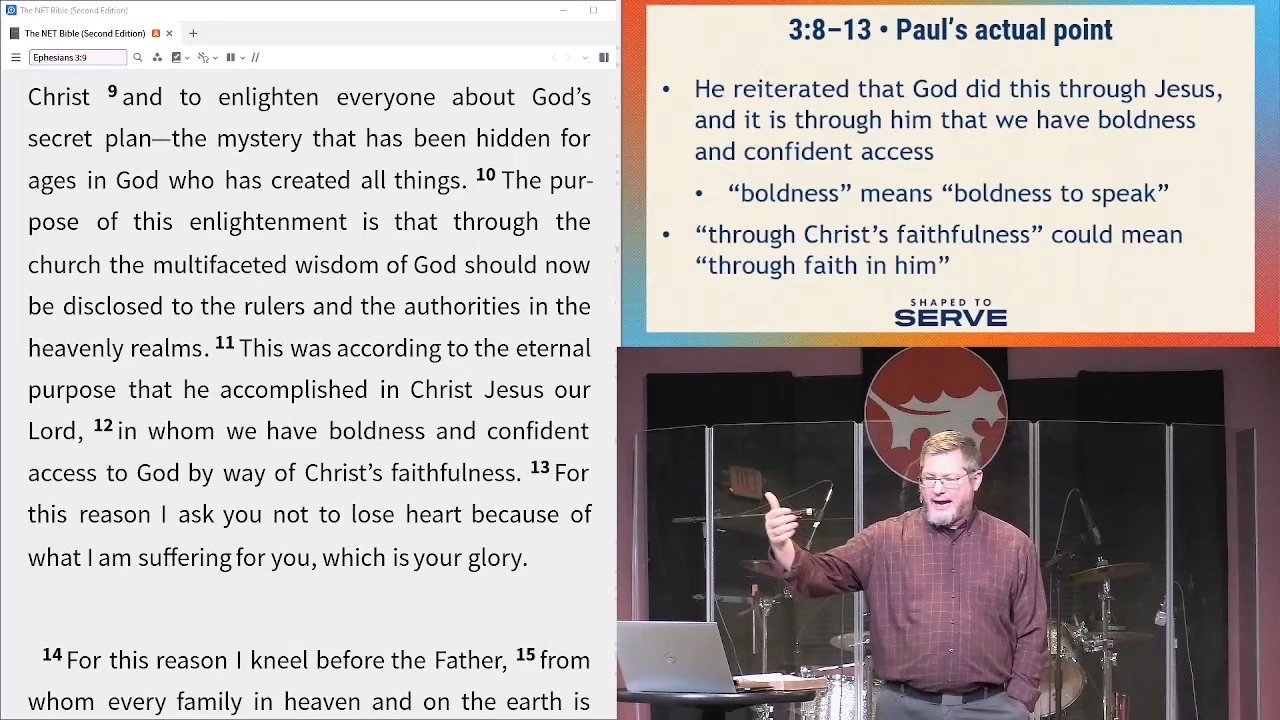 The NET Bible (Second Edition)
The NET Bible (Second Edition) A
Ephesians 3:9
Christ 9 and to enlighten everyone about God's
secret plan—the mystery that has been hidden for
ages in God who has created all things. 10 The pur-
pose of this enlightenment is that through the
church the multifaceted wisdom of God should now
be disclosed to the rulers and the authorities in the
heavenly realms. 11 This was according to the eternal
purpose that he accomplished in Christ Jesus our
Lord, 12 in whom we have boldness and confident
access to God by way of Christ's faithfulness. 13 For
this reason I ask you not to lose heart because of
what I am suffering for you, which is your glory.
14 For this reason I kneel before the Father, 15 from
whom every family in heaven and on the earth is
3:8–13 • Paul's actual point
• He reiterated that God did this through Jesus,
and it is through him that we have boldness
and confident access
• “boldness” means “boldness to speak”
• “through Christ's faithfulness” could mean
“through faith in him”
SHAPED TO
SERVE